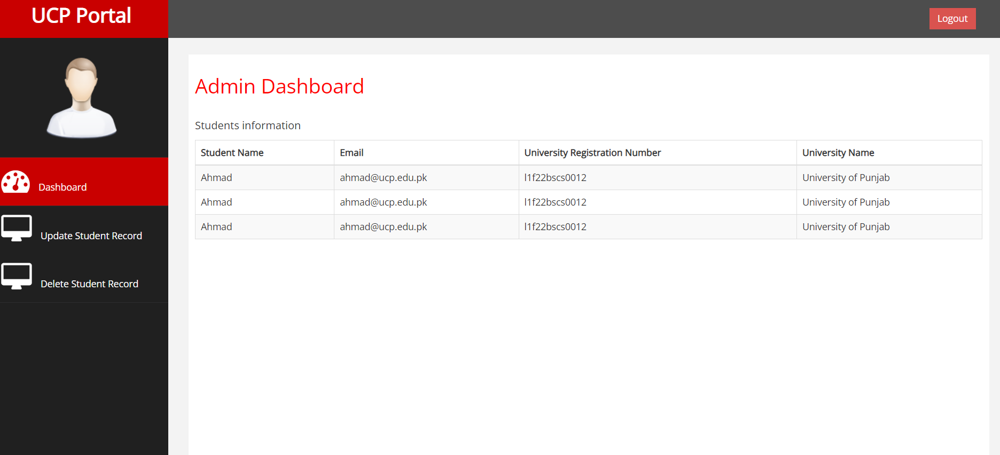 UCP Portal
Logout
Admin Dashboard
Students information
Student Name Email University Registration Number University Name
Ahmad ahmad@ucp.edu.pk l1f22bscs0012 University of Punjab
Ahmad ahmad@ucp.edu.pk l1f22bscs0012 University of Punjab
Ahmad ahmad@ucp.edu.pk l1f22bscs0012 University of Punjab
Dashboard
Update Student Record
Delete Student Record